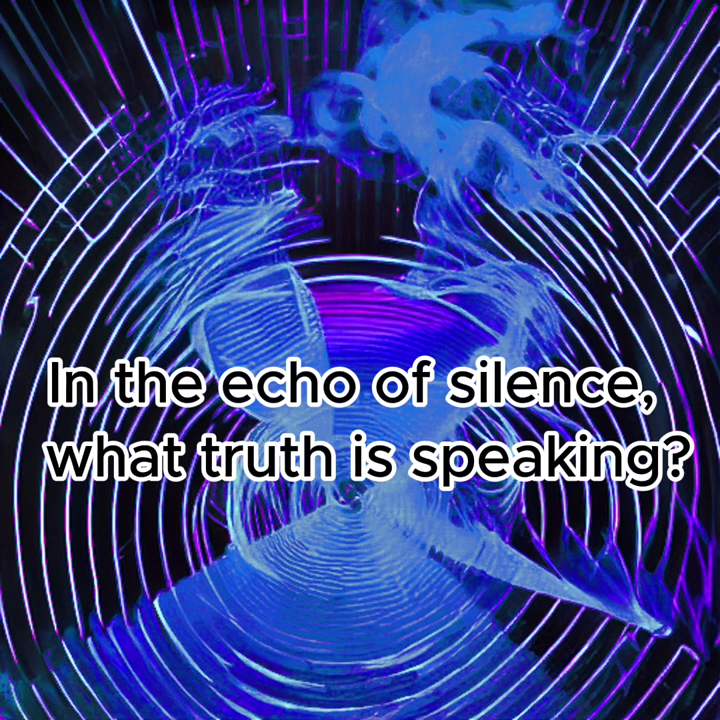 In the echo of silence,
what truth is speaking?